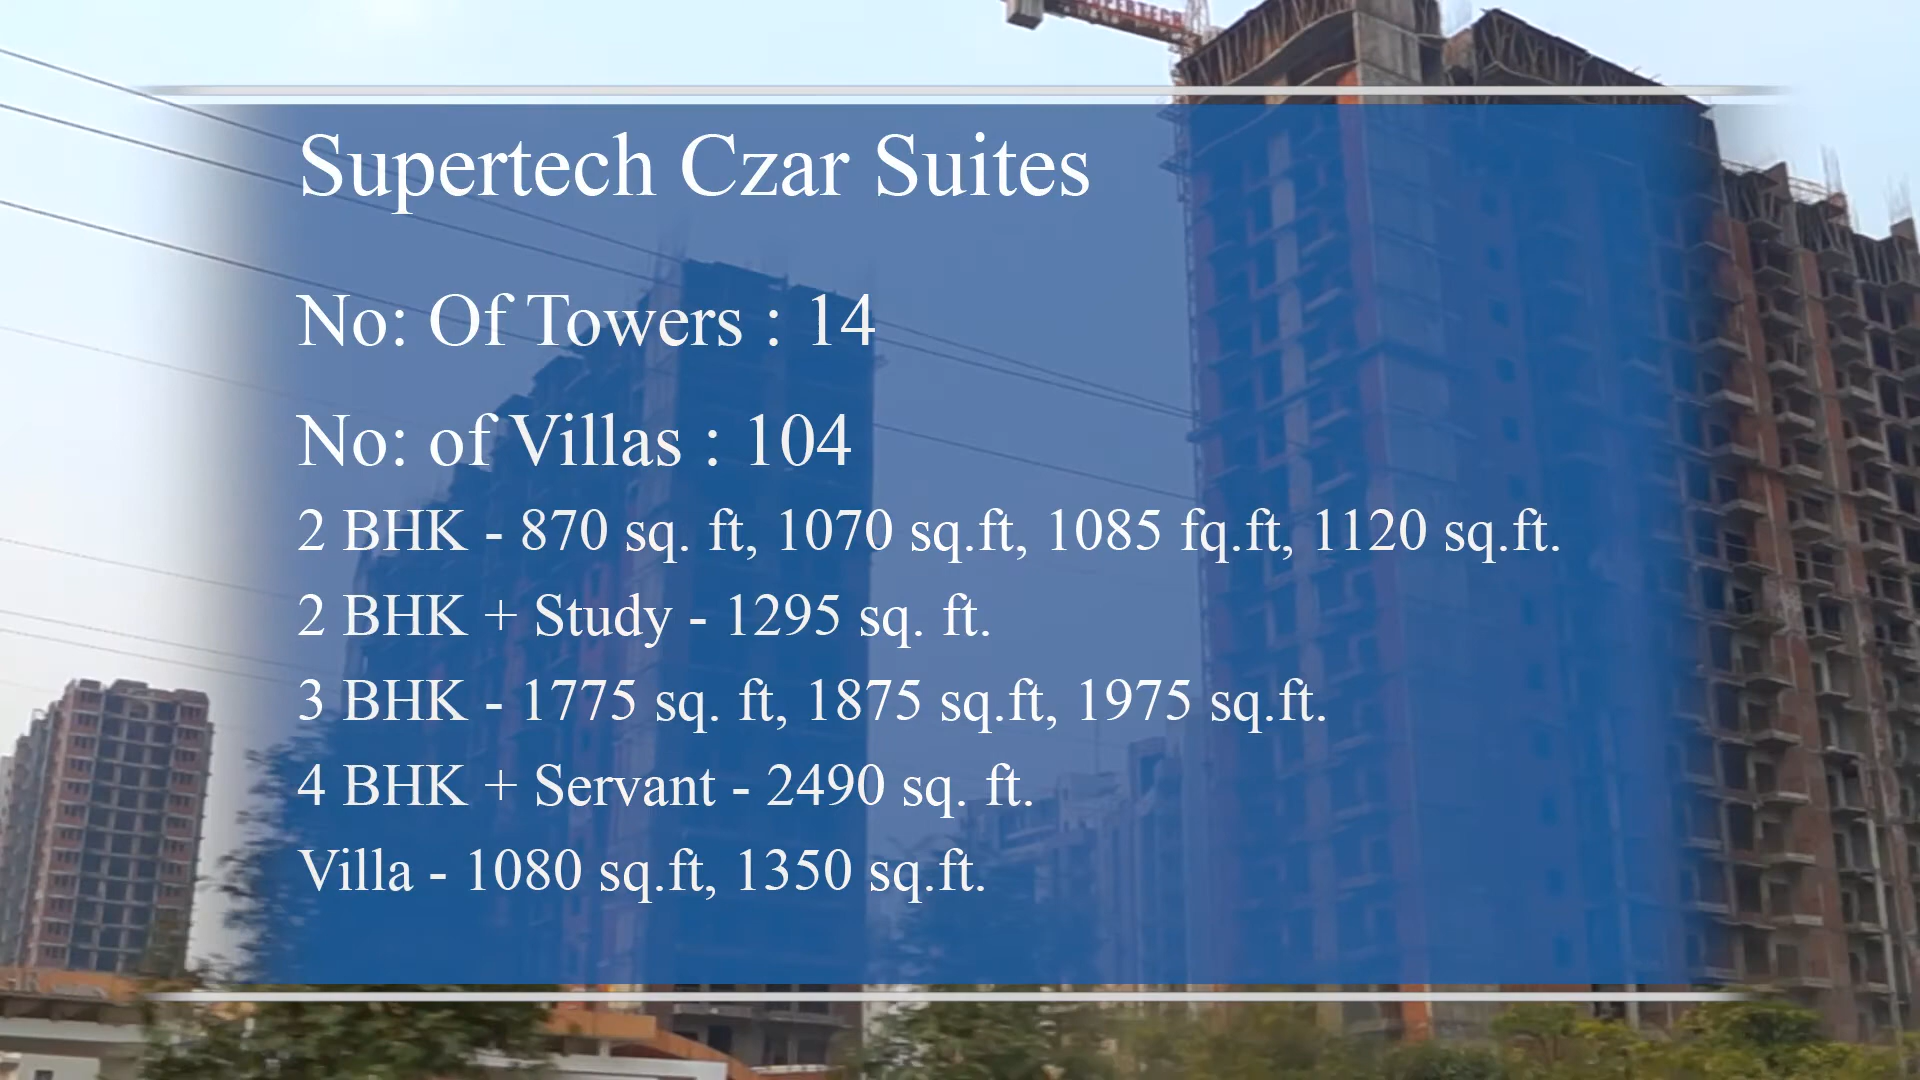 SUPERTECH
Supertech Czar Suites
No: Of Towers : 14
No: of Villas : 104
2 BHK - 870 sq. ft, 1070 sq.ft, 1085 fq.ft, 1120 sq.ft.
2 BHK + Study - 1295 sq. ft.
3 BHK - 1775 sq. ft, 1875 sq.ft, 1975 sq.ft.
4 BHK + Servant - 2490 sq. ft.
Villa - 1080 sq.ft, 1350 sq.ft.